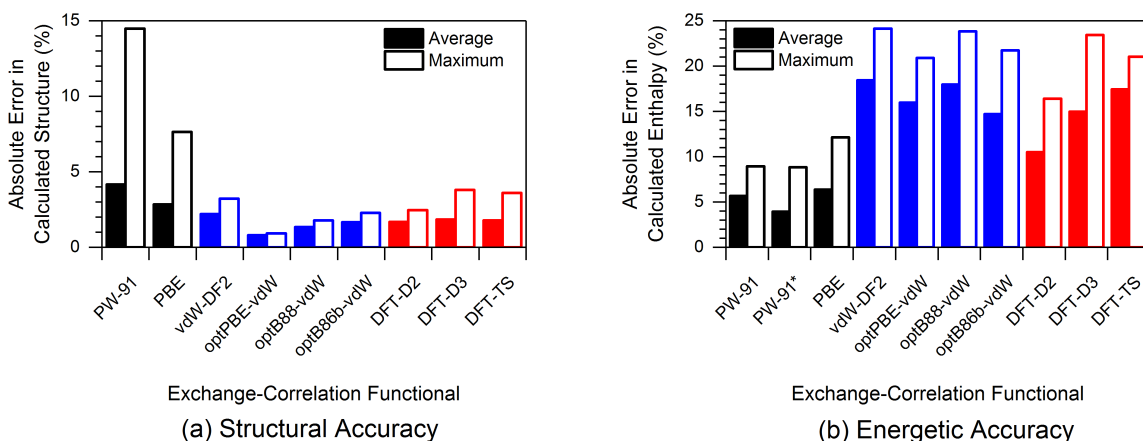 Absolute Error in
Calculated Structure (%)
15
10
5
0
Average
Maximum
PW-91
PBE
vdW-DF2
optPBE-vdW
optB88-vdW
optB86b-vdW
DFT-D2
DFT-D3
DFT-TS
Exchange-Correlation Functional
(a) Structural Accuracy
Absolute Error in
Calculated Enthalpy (%)
25
20
15
10
5
0
Average
Maximum
PW-91
PW-91*
PBE
vdW-DF2
optPBE-vdW
optB88-vdW
optB86b-vdW
DFT-D2
DFT-D3
DFT-TS
Exchange-Correlation Functional
(b) Energetic Accuracy